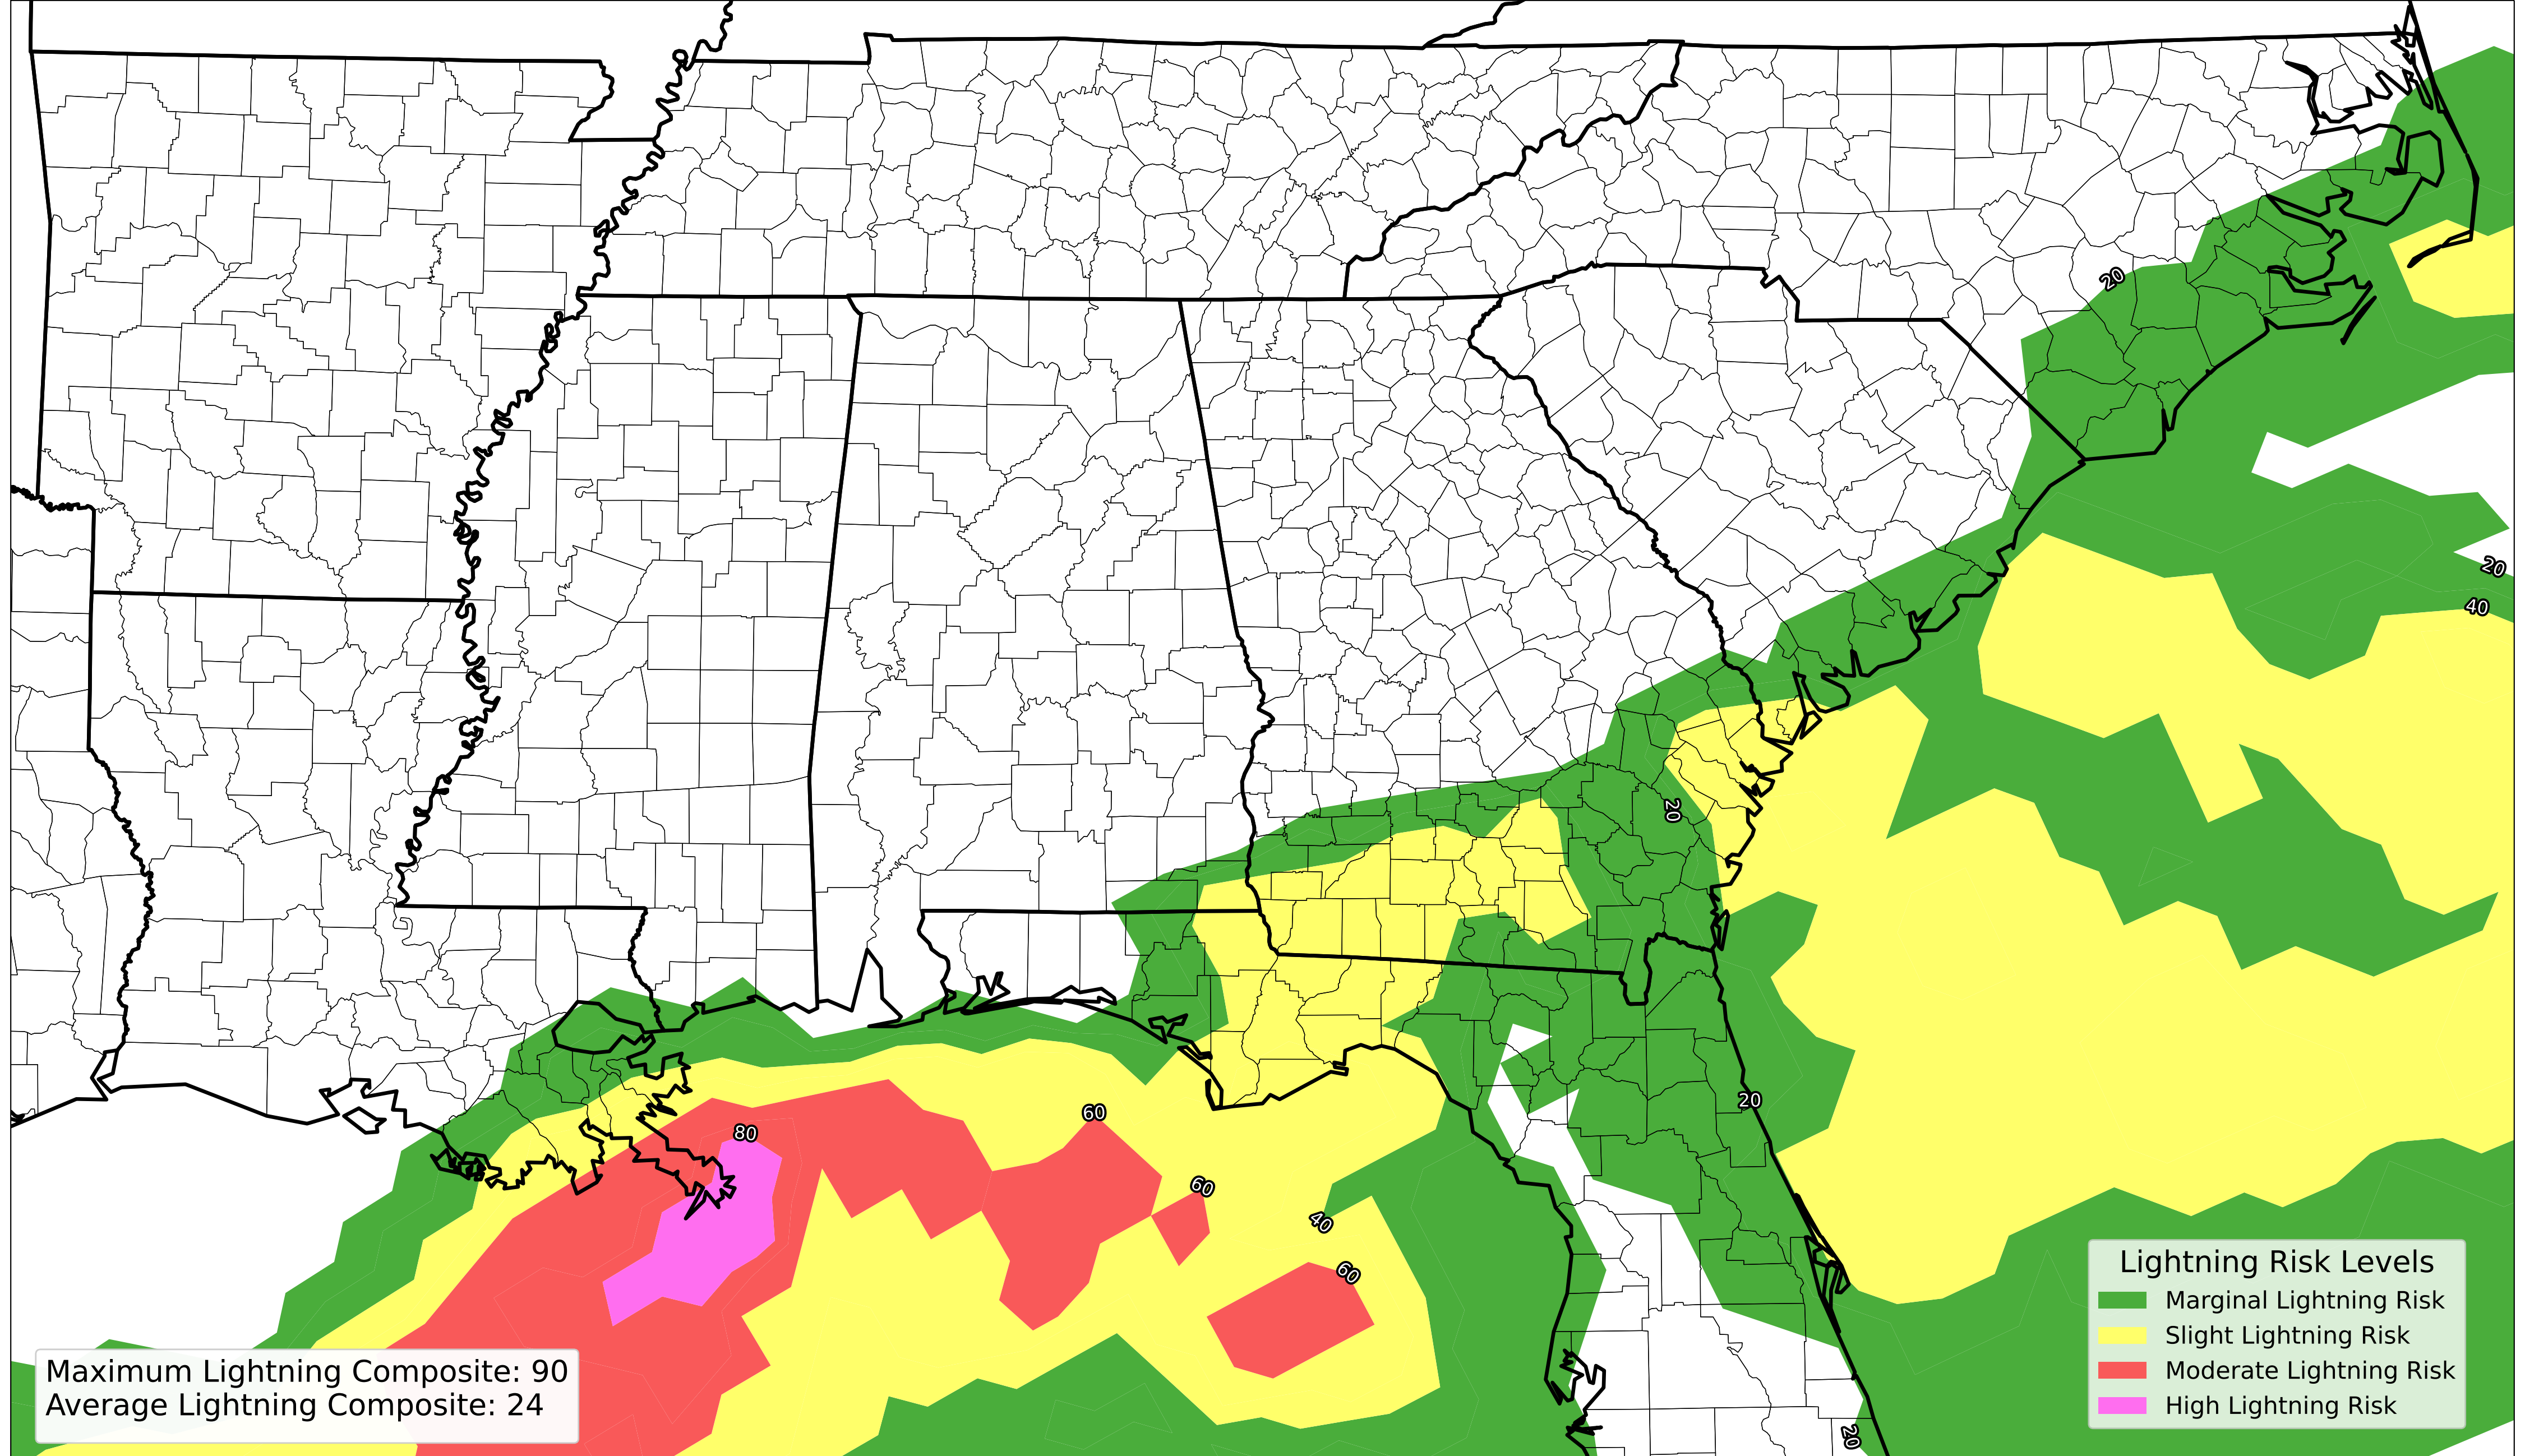 20
20
40
20
80
60
20
60
40
60
20
Lightning Risk Levels
Marginal Lightning Risk
Slight Lightning Risk
Moderate Lightning Risk
High Lightning Risk
Maximum Lightning Composite: 90
Average Lightning Composite: 24